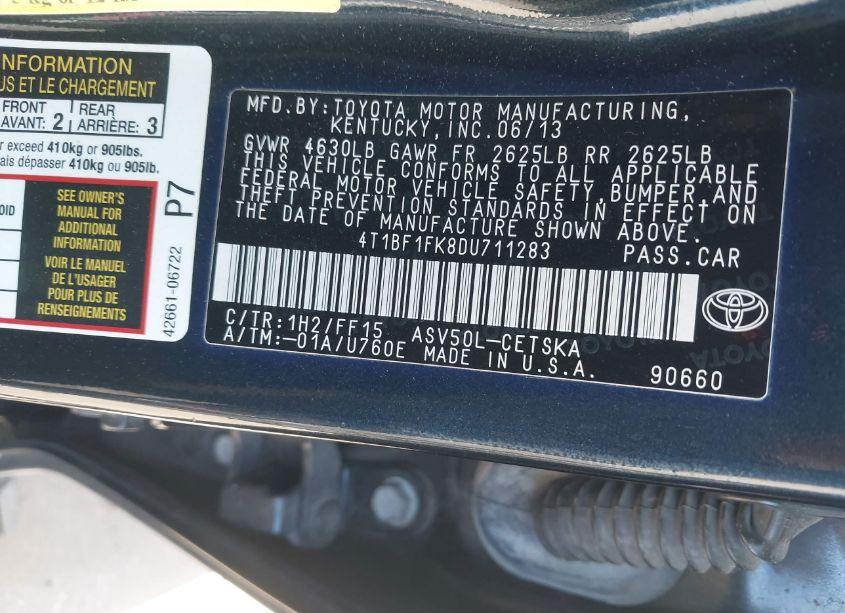 INFORMATION
US ET LE CHARGEMENT
FRONT
AVANT: 2
REAR
ARRIÈRE: 3
exceed 410kg or 905lbs.
mais dépasser 410kg ou 905lb.
SEE OWNER'S
MANUAL FOR
ADDITIONAL
INFORMATION
VOIR LE MANUEL
DE L'USAGER
POUR PLUS DE
RENSEIGNEMENTS
P7
42661-06722
MFD.BY:TOYOTA MOTOR MANUFACTURING,
KENTUCKY,INC.06/13
GVWR 4630LB GAWR FR 2625LB RR 2625LB
THIS VEHICLE CONFORMS TO ALL APPLICABLE
FEDERAL MOTOR VEHICLE SAFETY,BUMPER,AND
THEFT PREVENTION STANDARDS IN EFFECT ON
THE DATE OF MANUFACTURE SHOWN ABOVE.
4T1BF1FK8DU711283 PASS.CAR
C/TR:1H2/FF15 ASV50L-CETSKA
A/TM:-01A/U760E MADE IN U.S.A.
90660